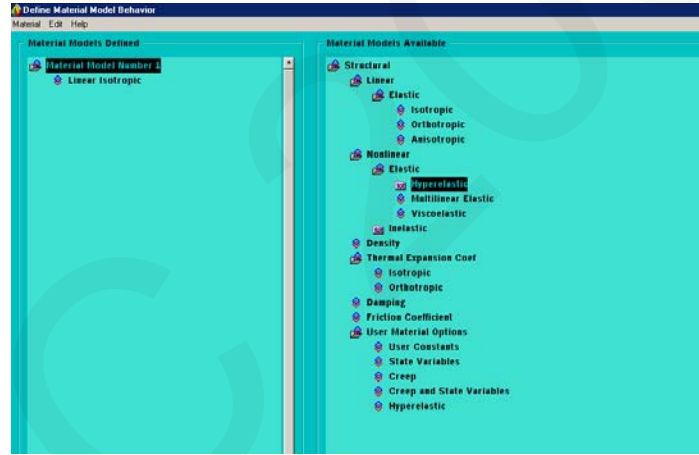 Define Material Model Behavior
Material Edit Help
Material Models Defined
Material Model Number 1
Linear Isotropic
Material Models Available
Structural
Linear
Elastic
Isotropic
Orthotropic
Anisotropic
Nonlinear
Elastic
Hyperelastic
Multilinear Elastic
Viscoelastic
Inelastic
Density
Thermal Expansion Coef
Isotropic
Orthotropic
Damping
Friction Coefficient
User Material Options
User Constants
State Variables
Creep
Creep and State Variables
Hyperelastic